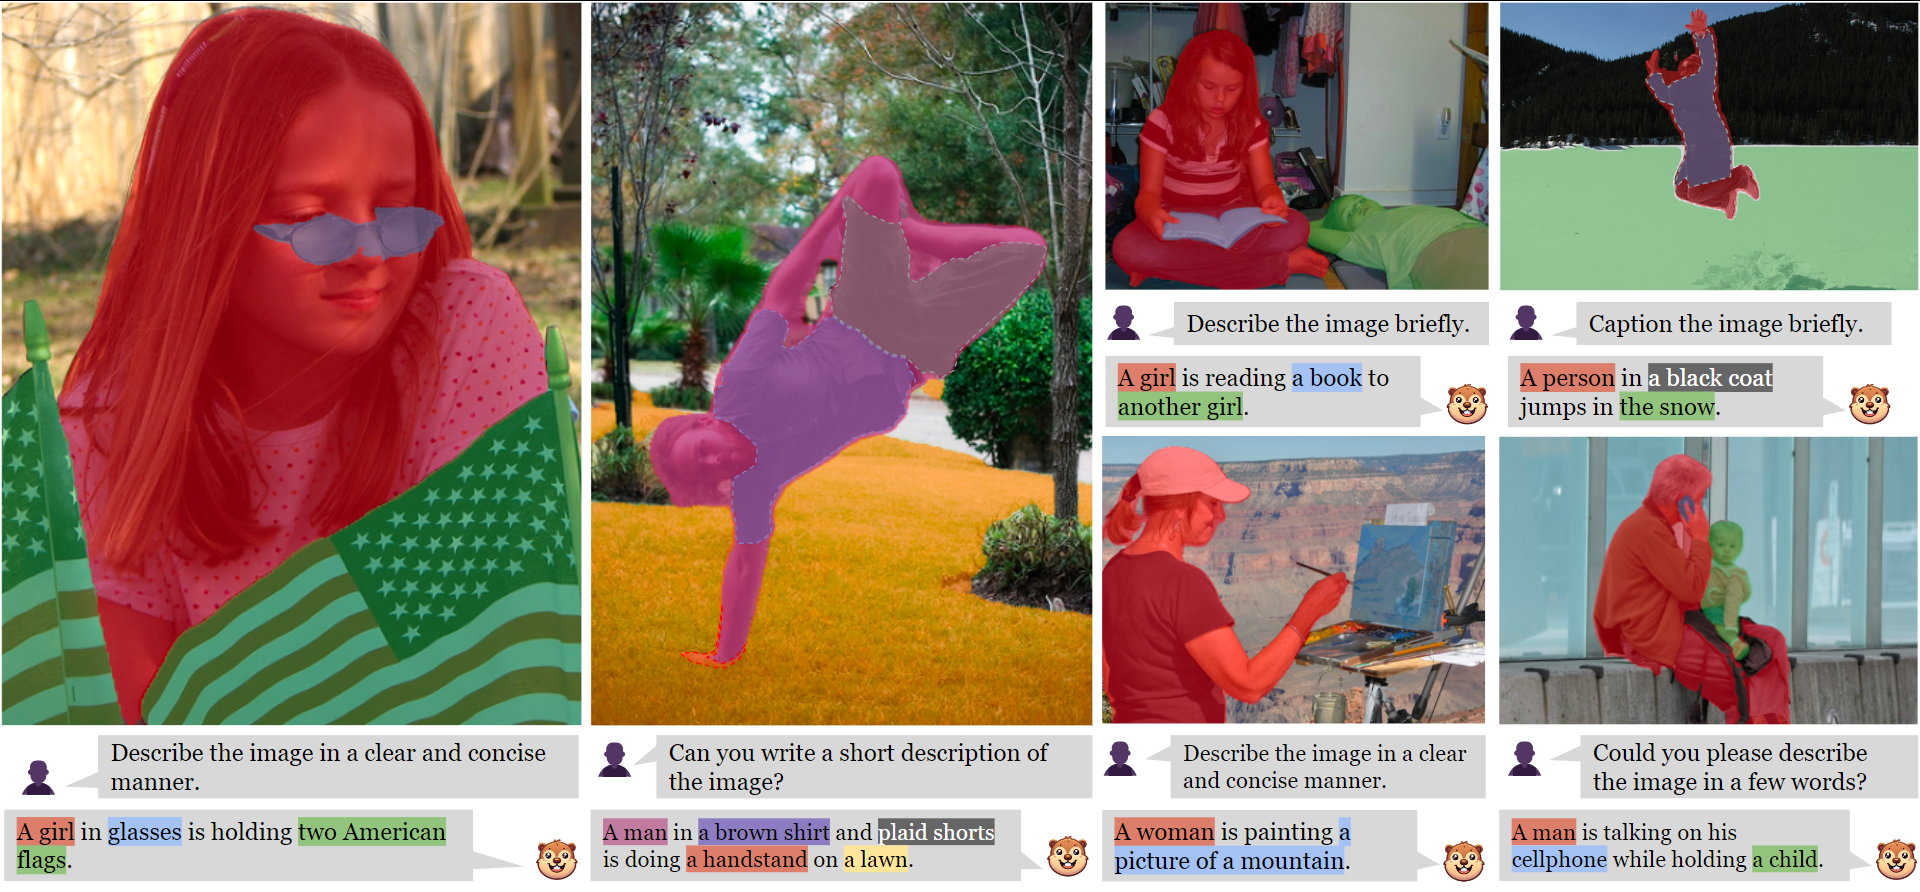 Describe the image in a clear and concise
manner.
A girl in glasses is holding two American
flags.
Can you write a short description of
the image?
A man in a brown shirt and plaid shorts
is doing a handstand on a lawn.
Describe the image briefly.
A girl is reading a book to
another girl.
Caption the image briefly.
A person in a black coat
jumps in the snow.
Describe the image in a clear
and concise manner.
A woman is painting a
picture of a mountain.
Could you please describe
the image in a few words?
A man is talking on his
cellphone while holding a child.